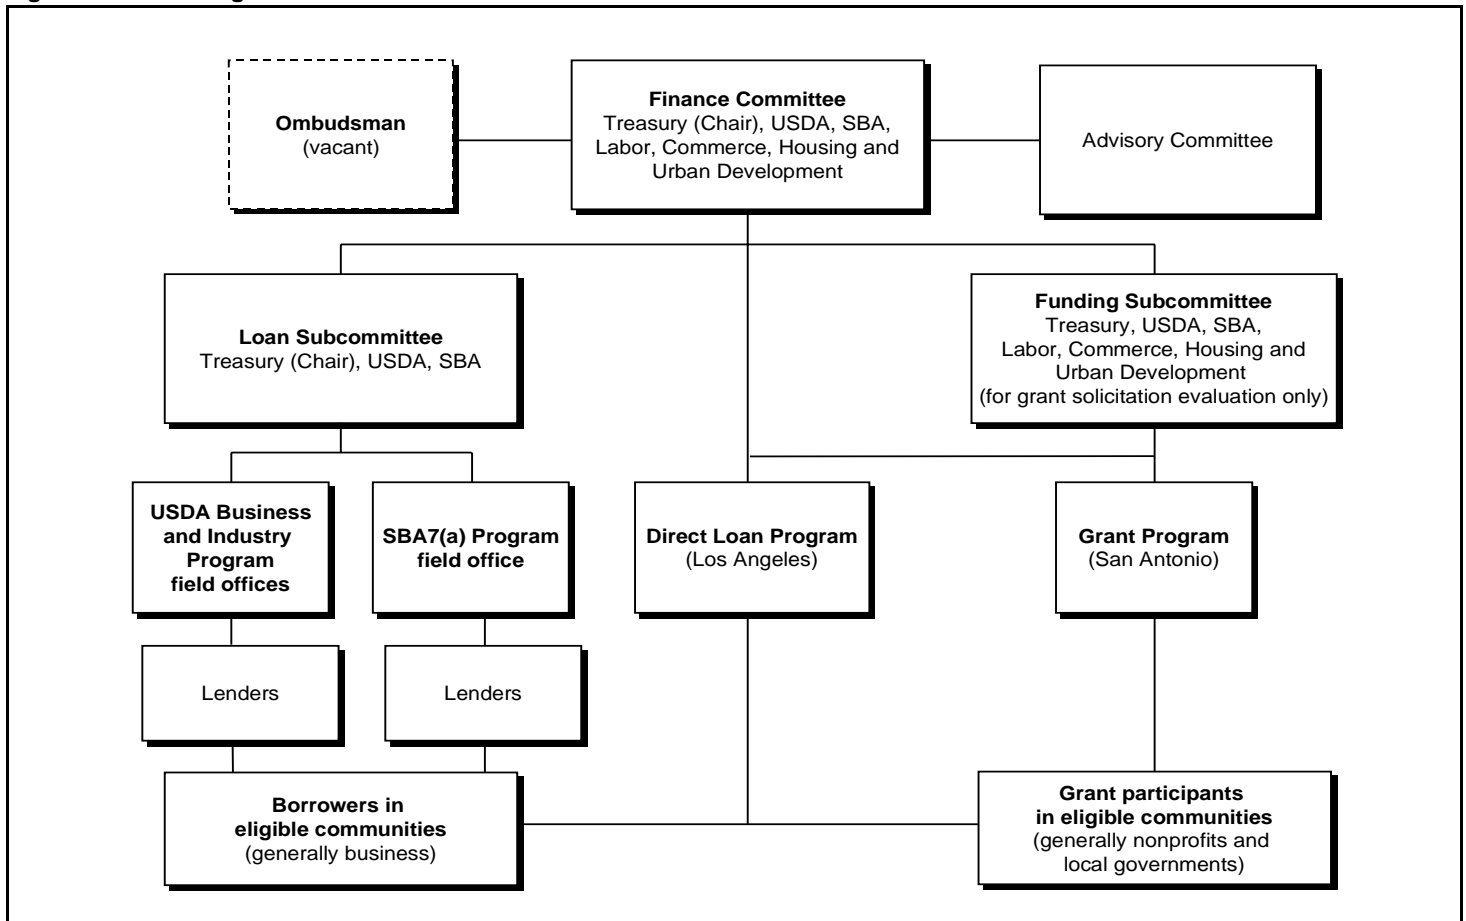 Ombudsman
(vacant)
Finance Committee
Treasury (Chair), USDA, SBA,
Labor, Commerce, Housing and
Urban Development
Advisory Committee
Loan Subcommittee
Treasury (Chair), USDA, SBA
Funding Subcommittee
Treasury, USDA, SBA,
Labor, Commerce, Housing and
Urban Development
(for grant solicitation evaluation only)
USDA Business
and Industry
Program
field offices
SBA7(a) Program
field office
Direct Loan Program
(Los Angeles)
Grant Program
(San Antonio)
Lenders
Lenders
Borrowers in
eligible communities
(generally business)
Grant participants
in eligible communities
(generally nonprofits and
local governments)